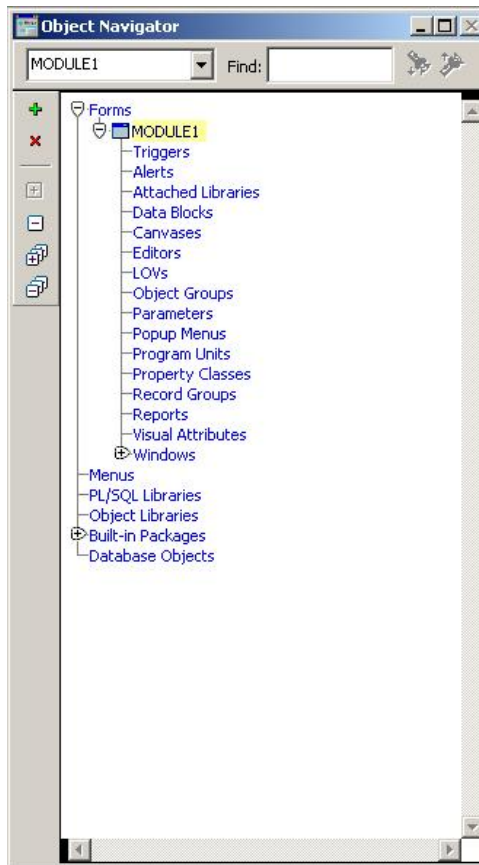 Object Navigator
MODULE1 Find:
Forms
MODULE1
Triggers
Alerts
Attached Libraries
Data Blocks
Canvases
Editors
LOVs
Object Groups
Parameters
Popup Menus
Program Units
Property Classes
Record Groups
Reports
Visual Attributes
Windows
Menus
PL/SQL Libraries
Object Libraries
Built-in Packages
Database Objects